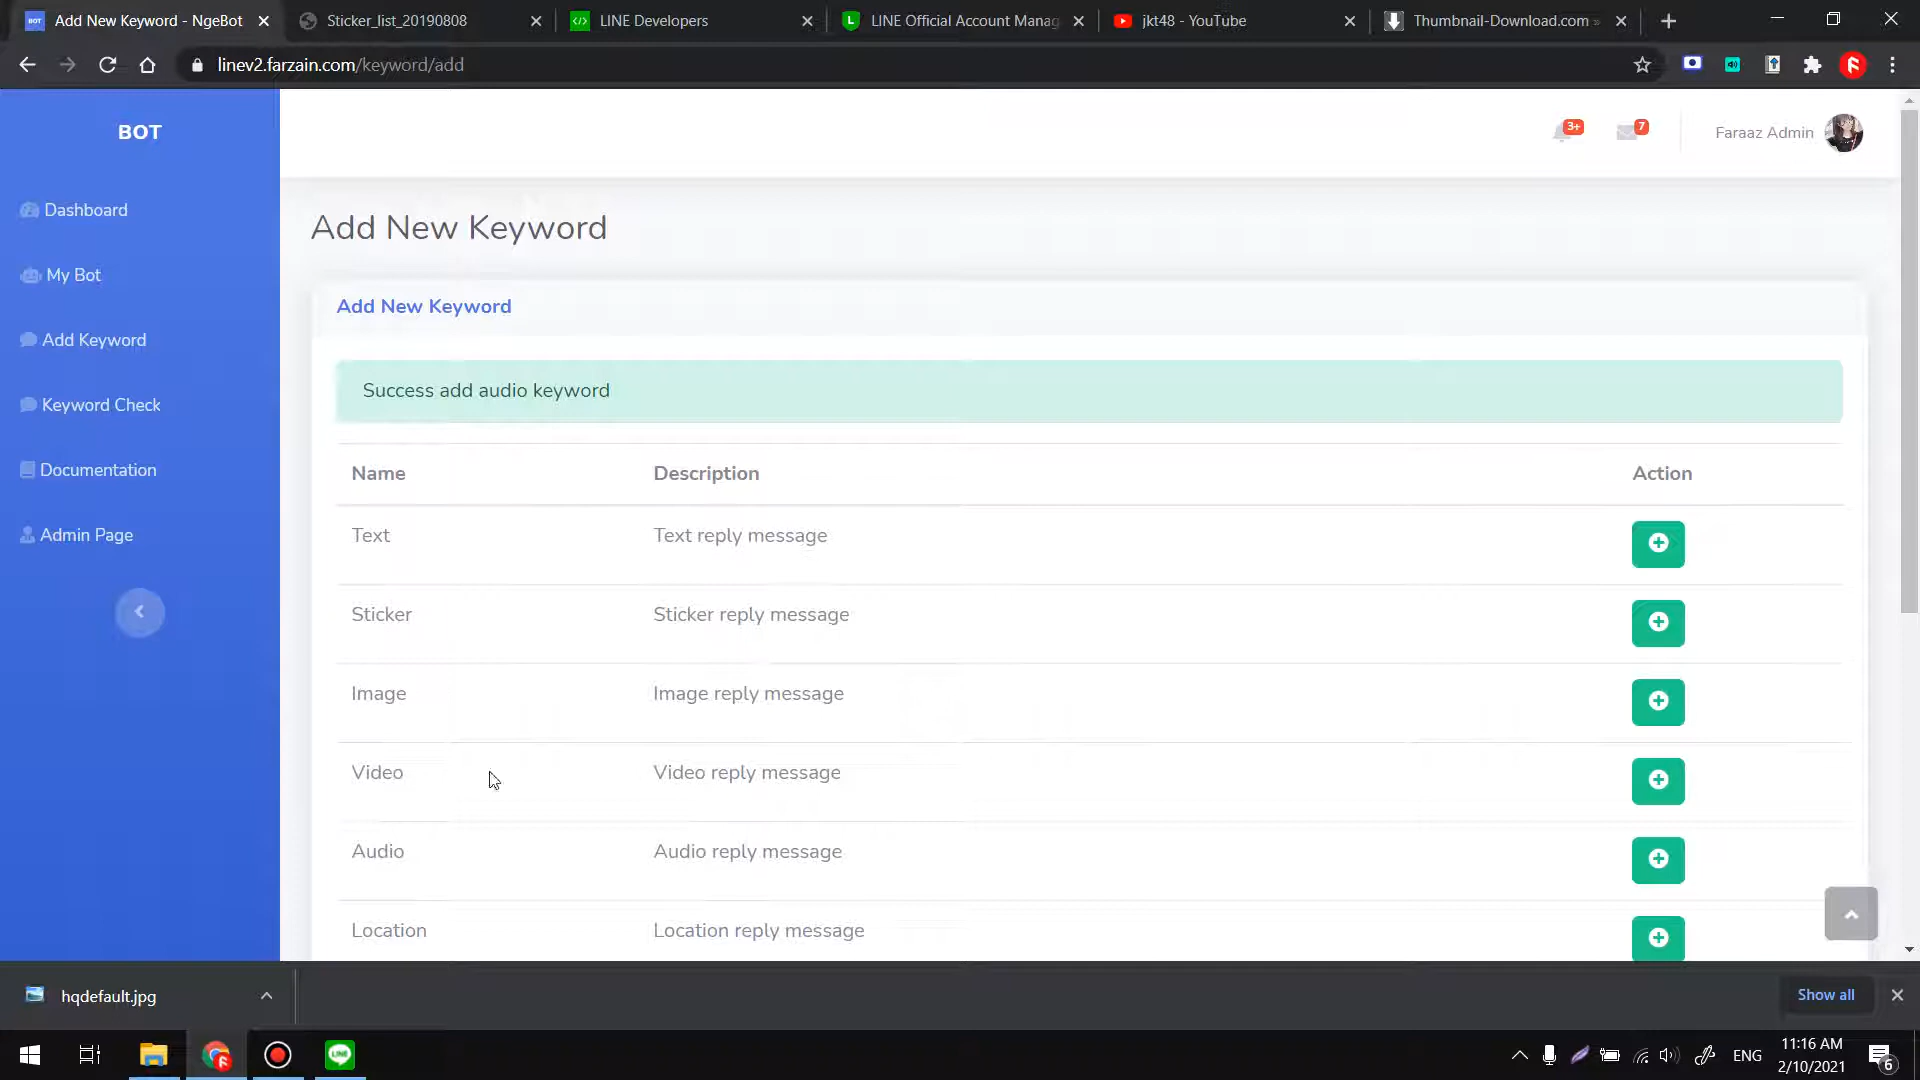 Add New Keyword - NgeBot
Sticker_list_20190808
LINE Developers
LINE Official Account Manag
jkt48 - YouTube
Thumbnail-Download.com »
linev2.farzain.com/keyword/add
BOT
3+
7
Faraaz Admin
Dashboard
My Bot
Add Keyword
Keyword Check
Documentation
Admin Page
Add New Keyword
Add New Keyword
Success add audio keyword
Name Description Action
Text Text reply message
Sticker Sticker reply message
Image Image reply message
Video Video reply message
Audio Audio reply message
Location Location reply message
hqdefault.jpg
Show all
ENG
11:16 AM
2/10/2021
6